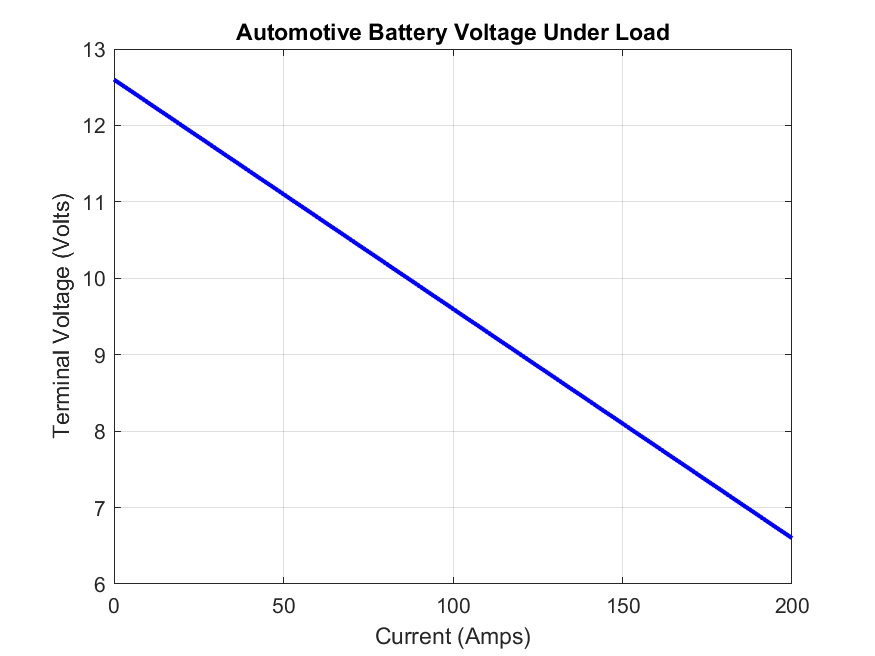 Automotive Battery Voltage Under Load
13
12
11
10
9
8
7
6
Terminal Voltage (Volts)
0 50 100 150 200
Current (Amps)